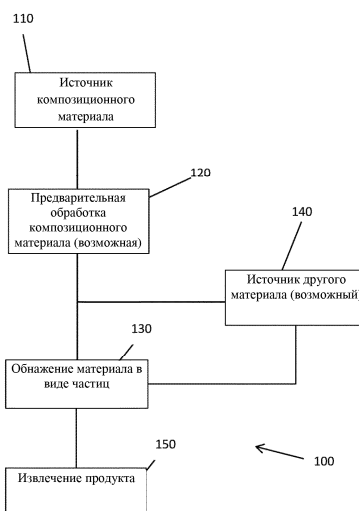 110
Источник
композиционного
материала
120
Предварительная
обработка
композиционного
материала (возможная)
140
Источник другого
материала (возможный)
130
Обнажение материала в
виде частиц
150
Извлечение продукта
100